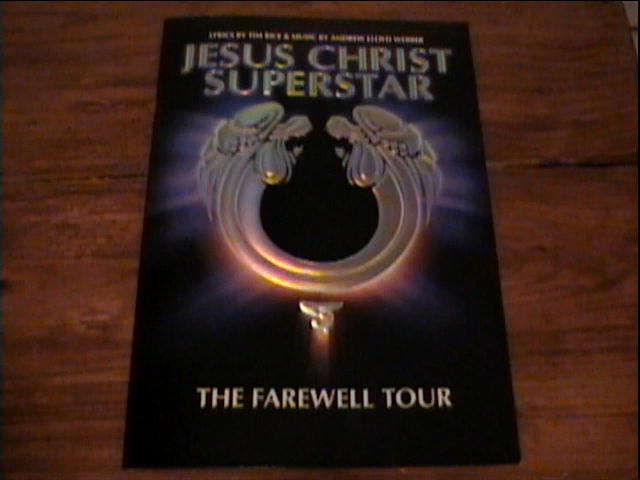 LYRICS BY TIM RICE & MUSIC BY ANDREW LLOYD WEBBER
JESUS CHRIST
SUPERSTAR
THE FAREWELL TOUR